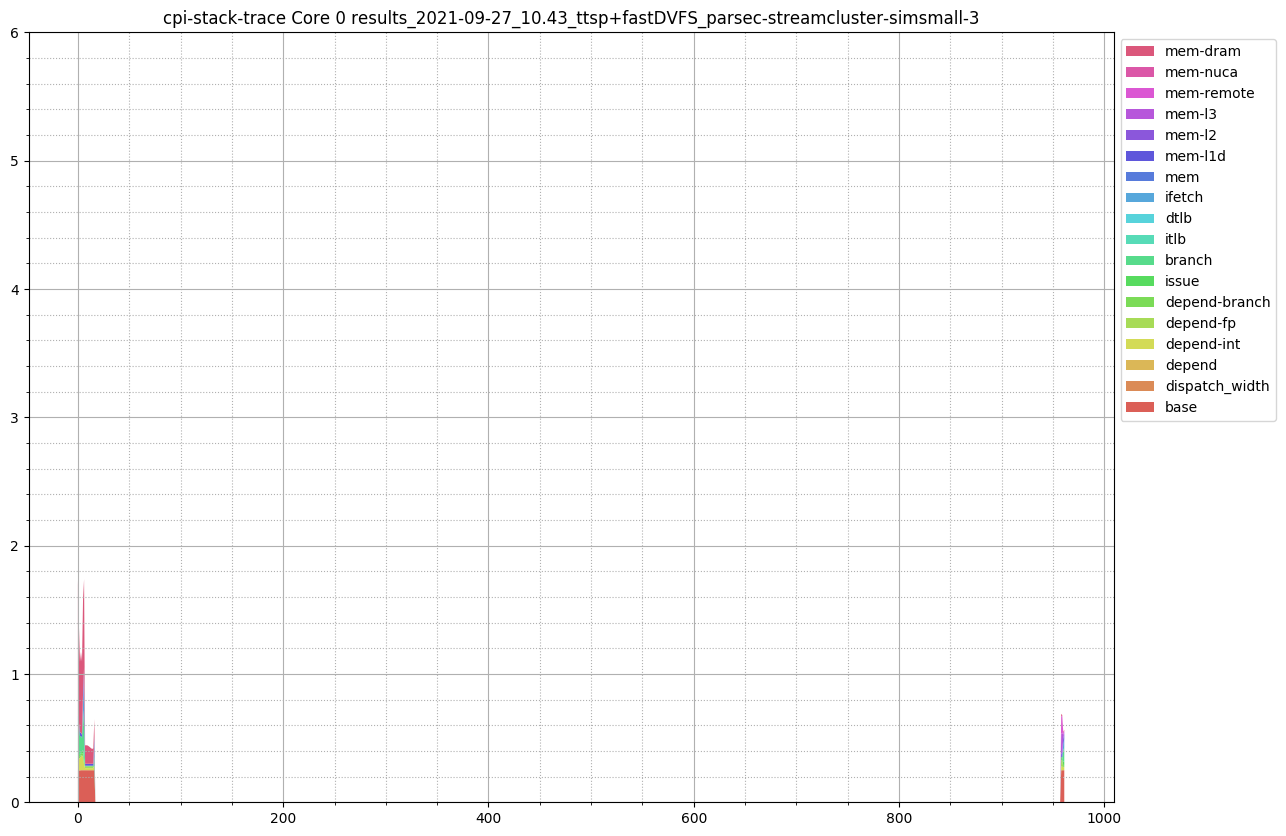 cpi-stack-trace Core 0 results_2021-09-27_10.43_ttsp+fastDVFS_parsec-streamcluster-simsmall-3
6
5
4
3
2
1
0
0 200 400 600 800 1000
mem-dram
mem-nuca
mem-remote
mem-l3
mem-l2
mem-l1d
mem
ifetch
dtlb
itlb
branch
issue
depend-branch
depend-fp
depend-int
depend
dispatch_width
base